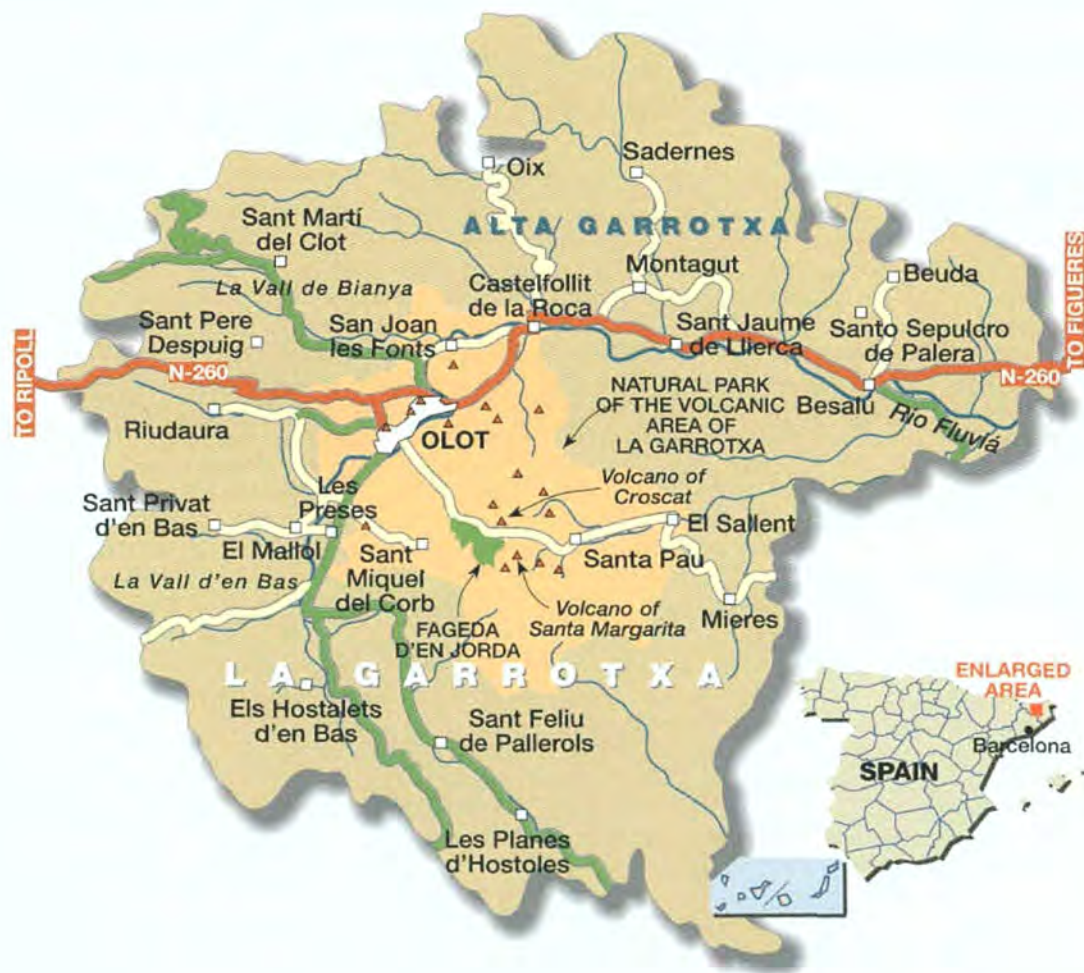 Oix
Sadernes
Sant Martí
del Clot
ALTA GARROTXA
La Vall de Bianya
Castelfollit
de la Roca
Montagut
Beuda
TO FIGUERES
Sant Pere
Despuig
San Joan
les Fonts
Sant Jaume
de Llierca
Santo Sepulcro
de Palera
TO RIPOLL
N-260
N-260
NATURAL PARK
OF THE VOLCANIC
AREA OF
LA GARROTXA
Besalú
Río Fluviá
Riudaura
OLOT
Volcano of
Croscat
Les
Preses
Sant Privat
d'en Bas
El Mallol
El Sallent
Santa Pau
Sant
Miquel
del Corb
La Vall d'en Bas
Mieres
Volcano of
Santa Margarita
FAGEDA
D'EN JORDA
LA GARROTXA
ENLARGED
AREA
Els Hostalets
d'en Bas
Sant Feliu
de Pallerols
Barcelona
SPAIN
Les Planes
d'Hostoles